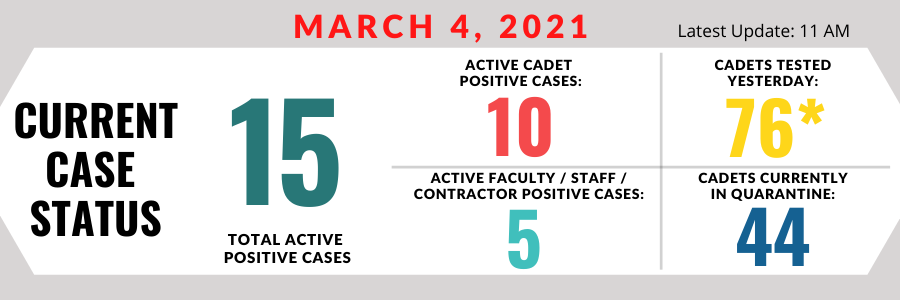 MARCH 4, 2021
Latest Update: 11 AM
CURRENT
CASE
STATUS
15
TOTAL ACTIVE
POSITIVE CASES
ACTIVE CADET
POSITIVE CASES:
10
CADETS TESTED
YESTERDAY:
76*
ACTIVE FACULTY / STAFF /
CONTRACTOR POSITIVE CASES:
5
CADETS CURRENTLY
IN QUARANTINE:
44